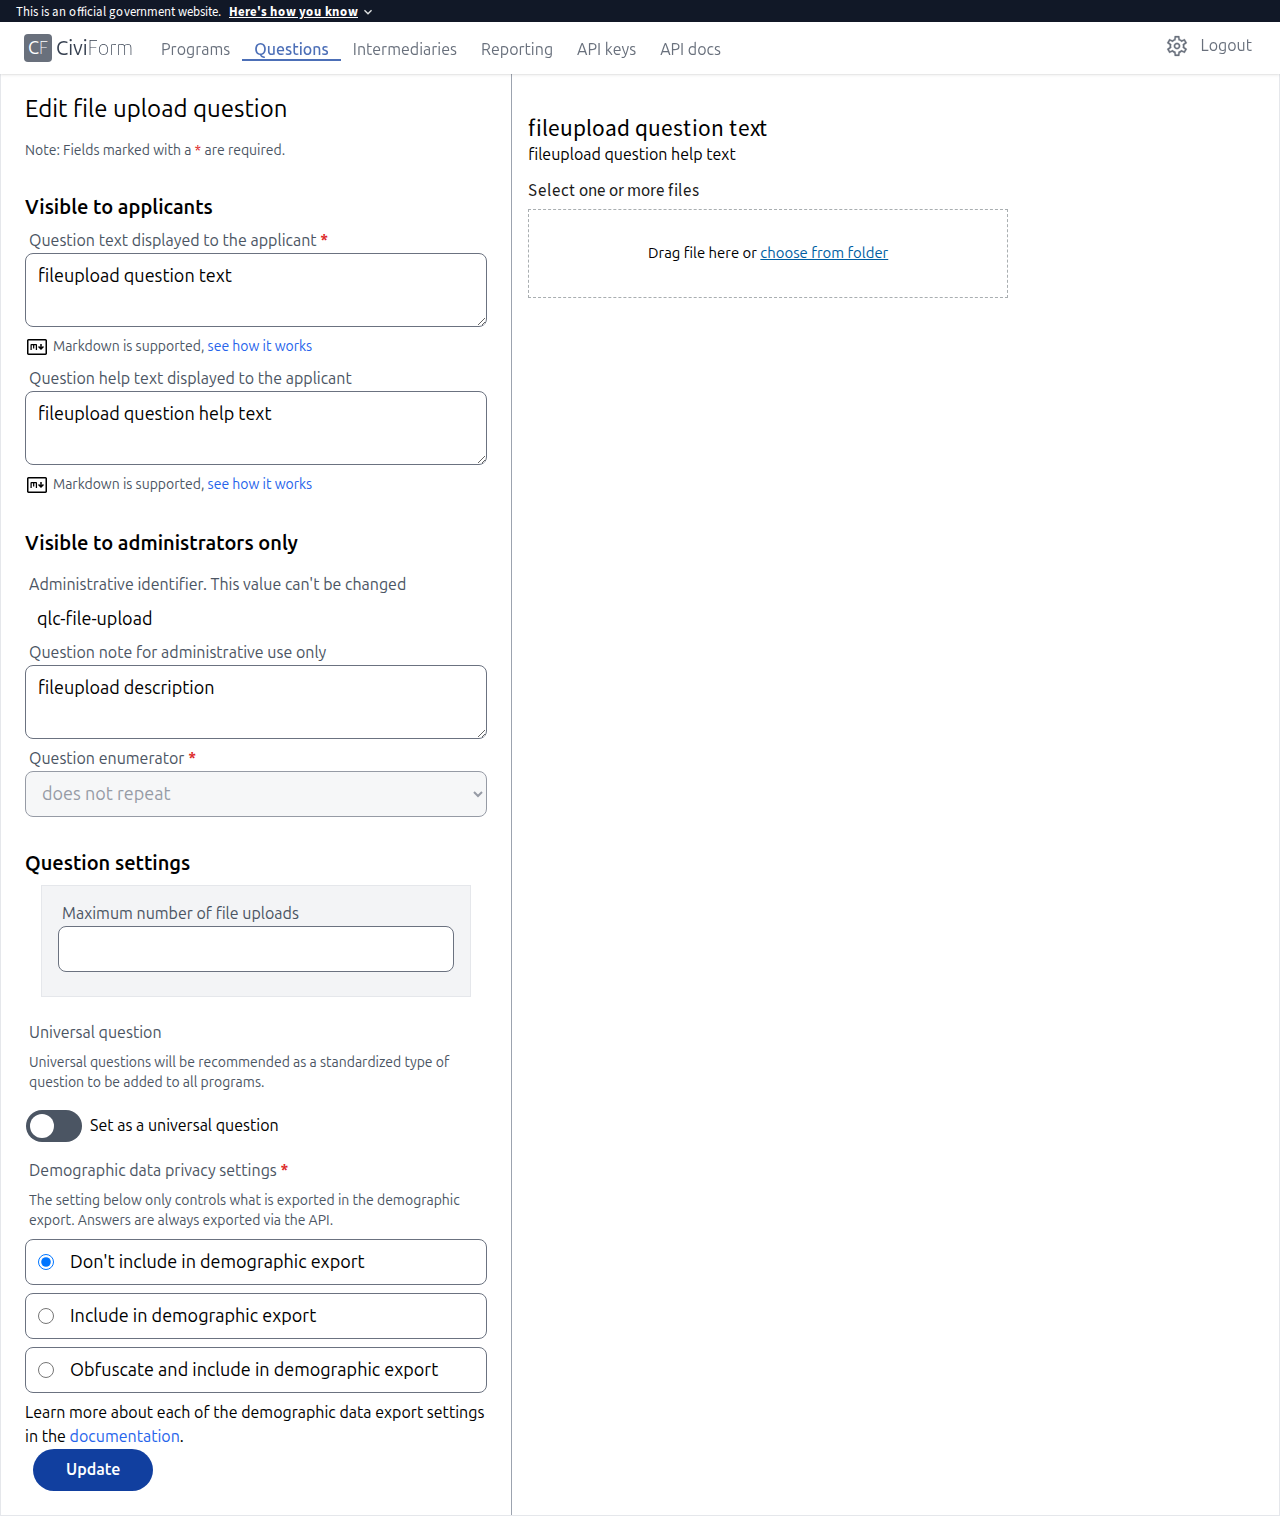 This is an official government website. Here's how you know
CF CiviForm Programs Questions Intermediaries Reporting API keys API docs Logout
Edit file upload question
Note: Fields marked with a * are required.
Visible to applicants
Question text displayed to the applicant *
fileupload question text
Markdown is supported, see how it works
Question help text displayed to the applicant
fileupload question help text
Markdown is supported, see how it works
Visible to administrators only
Administrative identifier. This value can't be changed
qlc-file-upload
Question note for administrative use only
fileupload description
Question enumerator *
does not repeat
Question settings
Maximum number of file uploads
Universal question
Universal questions will be recommended as a standardized type of
question to be added to all programs.
Set as a universal question
Demographic data privacy settings *
The setting below only controls what is exported in the demographic
export. Answers are always exported via the API.
Don't include in demographic export
Include in demographic export
Obfuscate and include in demographic export
Learn more about each of the demographic data export settings
in the documentation.
Update
fileupload question text
fileupload question help text
Select one or more files
Drag file here or choose from folder